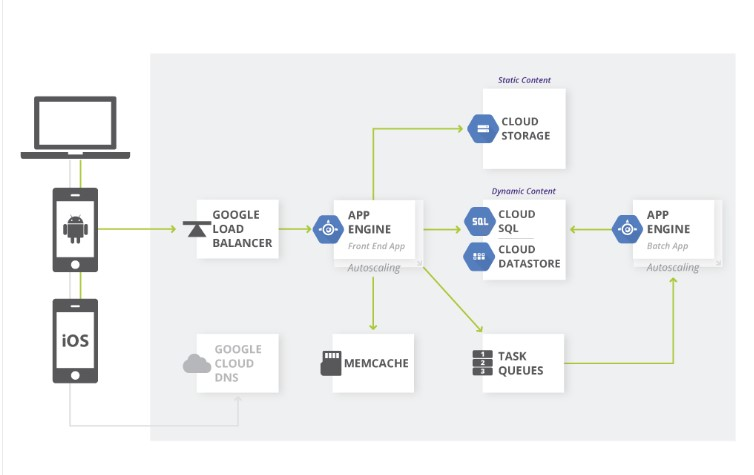 Static Content
CLOUD
STORAGE
Dynamic Content
GOOGLE
LOAD
BALANCER
APP
ENGINE
Front End App
Autoscaling
SQL
CLOUD
SQL
CLOUD
DATASTORE
APP
ENGINE
Batch App
Autoscaling
iOS
GOOGLE
CLOUD
DNS
MEMCACHE
1
2
3
TASK
QUEUES